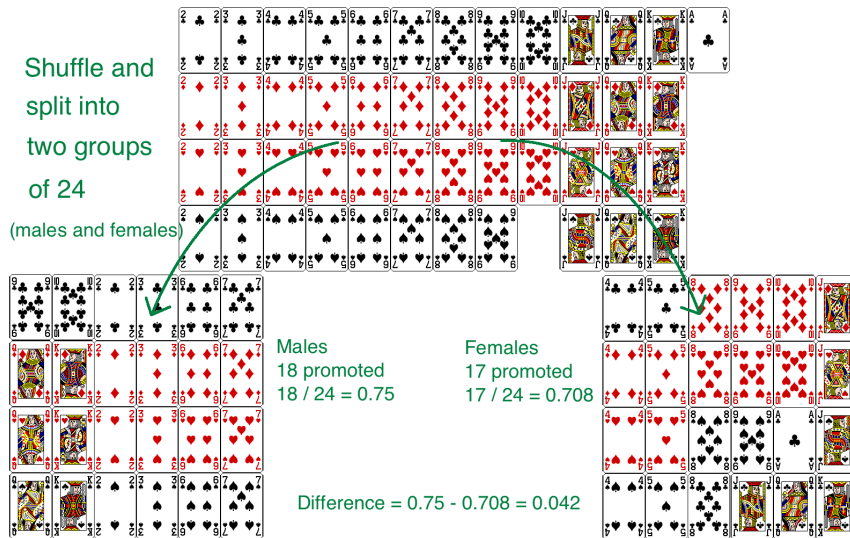 Shuffle and
split into
two groups
of 24
(males and females)
Males
18 promoted
18 / 24 = 0.75
Females
17 promoted
17 / 24 = 0.708
Difference = 0.75 - 0.708 = 0.042